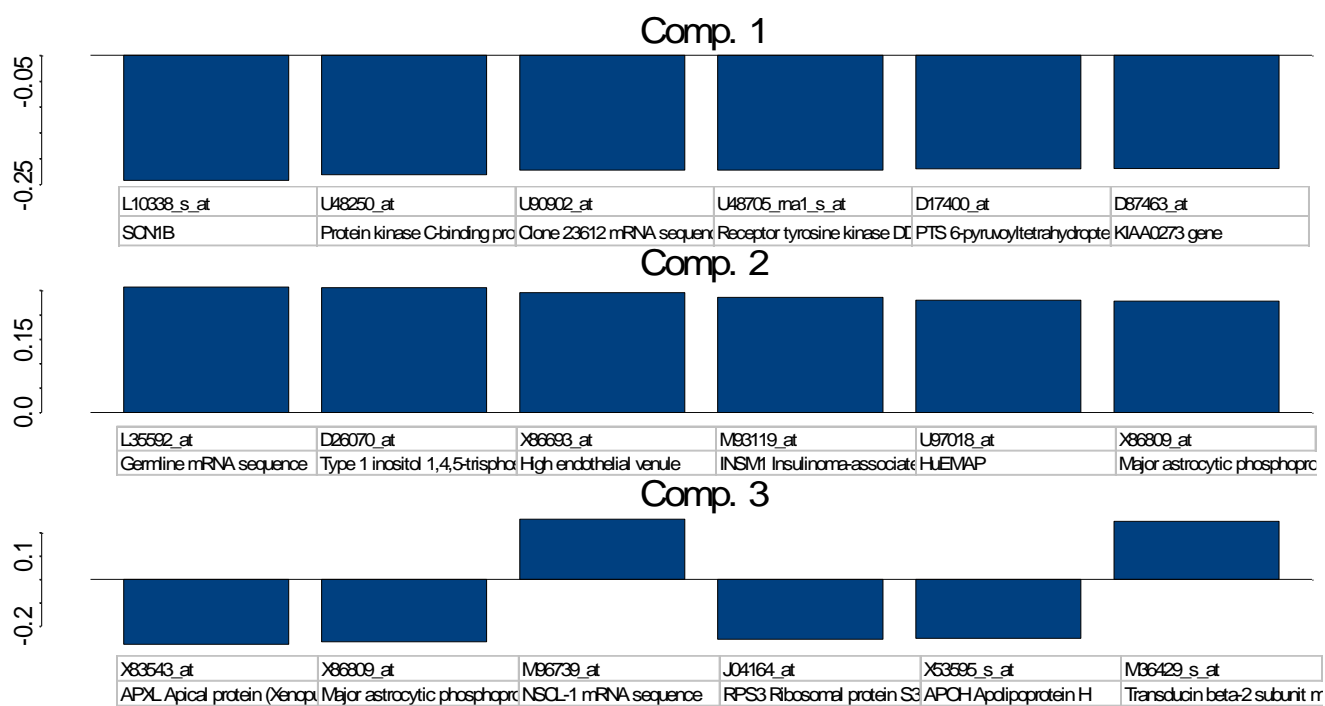 Comp. 1
-0.05
-0.25
L10338_s_at U48250_at U90902_at U48705_rna1_s_at D17400_at D87463_at
SCN1B Protein kinase C-binding pro Clone 23612 mRNA sequenc Receptor tyrosine kinase DD PTS 6-pyruvoyltetrahydropte KIAA0273 gene
Comp. 2
0.15
0.0
L35592_at D26070_at X86693_at M93119_at U97018_at X86809_at
Germline mRNA sequence Type 1 inositol 1,4,5-trisphos High endothelial venule INSM1 Insulinoma-associate HuEMAP Major astrocytic phosphopro
Comp. 3
0.1
-0.2
X83543_at X86809_at M96739_at J04164_at X53595_s_at M36429_s_at
APXL Apical protein (Xenopu Major astrocytic phosphopro NSCL-1 mRNA sequence RPS3 Ribosomal protein S3 APOH Apolipoprotein H Transducin beta-2 subunit m